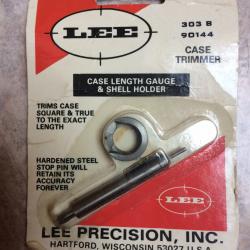 LEE
303 B
90144
CASE
TRIMMER
CASE LENGTH GAUGE
& SHELL HOLDER
TRIMS CASE
SQUARE & TRUE
TO THE EXACT
LENGTH
HARDENED STEEL
STOP PIN WILL
RETAIN ITS
ACCURACY
FOREVER
LEE
LEE PRECISION, INC.
HARTFORD, WISCONSIN 53027 U.S.A.